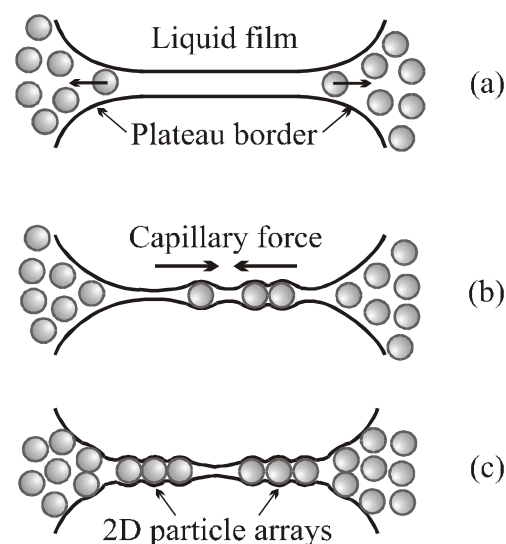 Liquid film
(a)
Plateau border
Capillary force
(b)
(c)
2D particle arrays